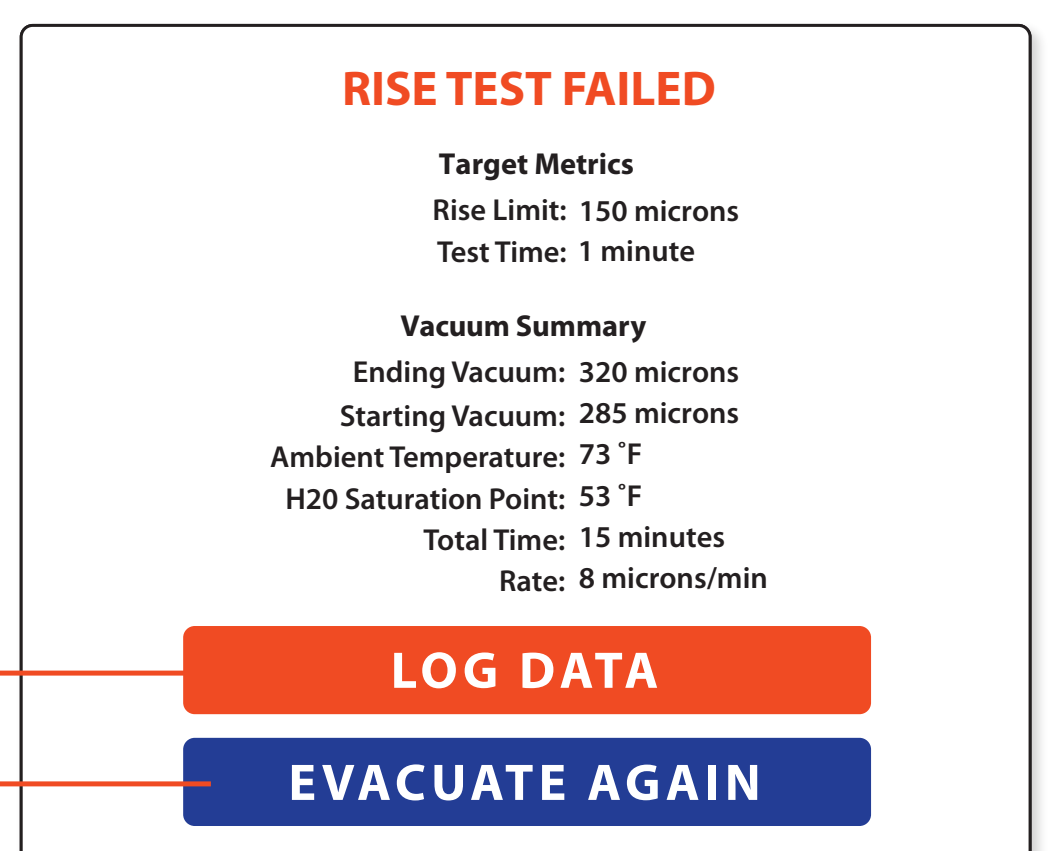 RISE TEST FAILED
Target Metrics
Rise Limit: 150 microns
Test Time: 1 minute
Vacuum Summary
Ending Vacuum: 320 microns
Starting Vacuum: 285 microns
Ambient Temperature: 73 ˚F
H20 Saturation Point: 53 ˚F
Total Time: 15 minutes
Rate: 8 microns/min
LOG DATA
EVACUATE AGAIN